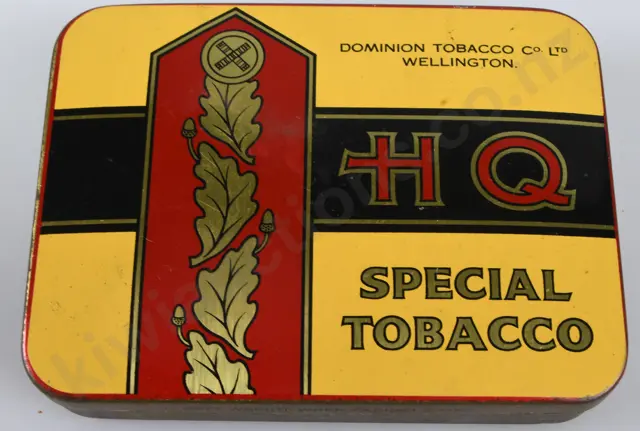 DOMINION TOBACCO Co. LTD
WELLINGTON.
HQ
SPECIAL
TOBACCO